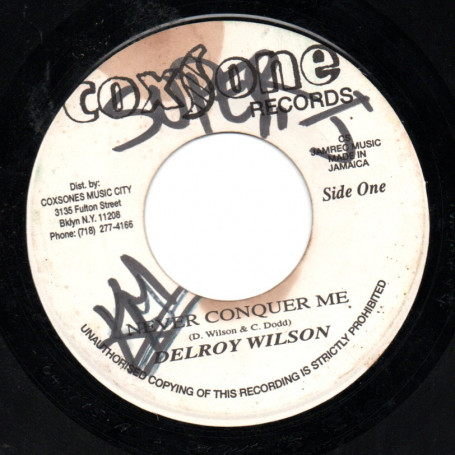 coxsone
RECORDS
CS
JAMREC MUSIC
MADE IN
JAMAICA
Side One
Dist. by:
COXSONES MUSIC CITY
3135 Fulton Street
Bklyn N.Y. 11208
Phone: (718) 277-4166
NEVER CONQUER ME
(D. Wilson & C. Dodd)
DELROY WILSON
UNAUTHORISED COPYING OF THIS RECORDING IS STRICTLY PROHIBITED